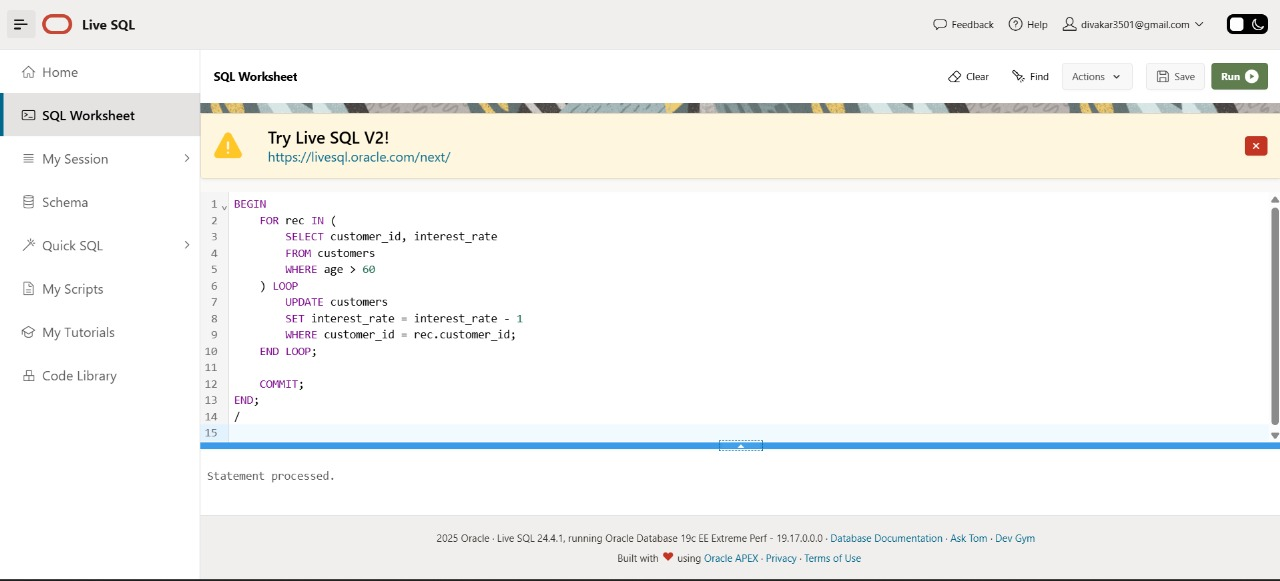 Live SQL
Feedback
Help
divakar3501@gmail.com
Home
SQL Worksheet
My Session
Schema
Quick SQL
My Scripts
My Tutorials
Code Library
SQL Worksheet
Clear
Find
Actions
Save
Run
Try Live SQL V2!
https://livesql.oracle.com/next/
1 BEGIN
2     FOR rec IN (
3         SELECT customer_id, interest_rate
4         FROM customers
5         WHERE age > 60
6     ) LOOP
7         UPDATE customers
8         SET interest_rate = interest_rate - 1
9         WHERE customer_id = rec.customer_id;
10     END LOOP;
11
12     COMMIT;
13 END;
14 /
15
Statement processed.
2025 Oracle · Live SQL 24.4.1, running Oracle Database 19c EE Extreme Perf - 19.17.0.0.0 · Database Documentation · Ask Tom · Dev Gym
Built with ❤ using Oracle APEX · Privacy · Terms of Use